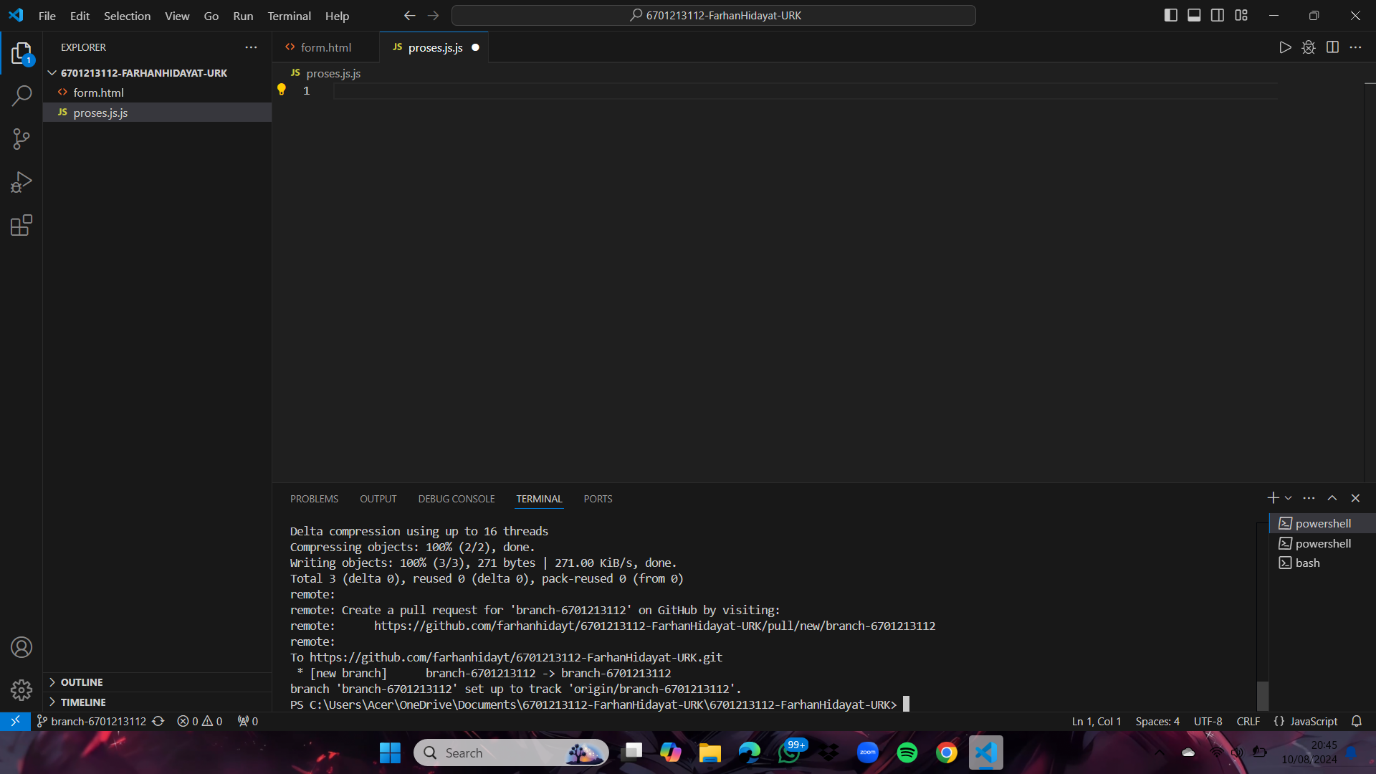 File Edit Selection View Go Run Terminal Help
6701213112-FarhanHidayat-URK
EXPLORER
6701213112-FARHANHIDAYAT-URK
form.html
JS proses.js.js
1
form.html
JS proses.js.js
JS proses.js.js
1
PROBLEMS OUTPUT DEBUG CONSOLE TERMINAL PORTS
Delta compression using up to 16 threads
Compressing objects: 100% (2/2), done.
Writing objects: 100% (3/3), 271 bytes | 271.00 KiB/s, done.
Total 3 (delta 0), reused 0 (delta 0), pack-reused 0 (from 0)
remote:
remote: Create a pull request for 'branch-6701213112' on GitHub by visiting:
remote:      https://github.com/farhanhidayt/6701213112-FarhanHidayat-URK/pull/new/branch-6701213112
remote:
To https://github.com/farhanhidayt/6701213112-FarhanHidayat-URK.git
 * [new branch]      branch-6701213112 -> branch-6701213112
branch 'branch-6701213112' set up to track 'origin/branch-6701213112'.
PS C:\Users\Acer\OneDrive\Documents\6701213112-FarhanHidayat-URK\6701213112-FarhanHidayat-URK>
powershell
powershell
bash
OUTLINE
TIMELINE
branch-6701213112 0 0 0
Ln 1, Col 1 Spaces: 4 UTF-8 CRLF {} JavaScript
Search
99+
zoom
20:45
10/08/2024